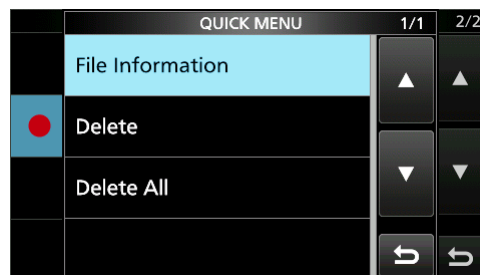 QUICK MENU 1/1 2/2
File Information
Delete
Delete All